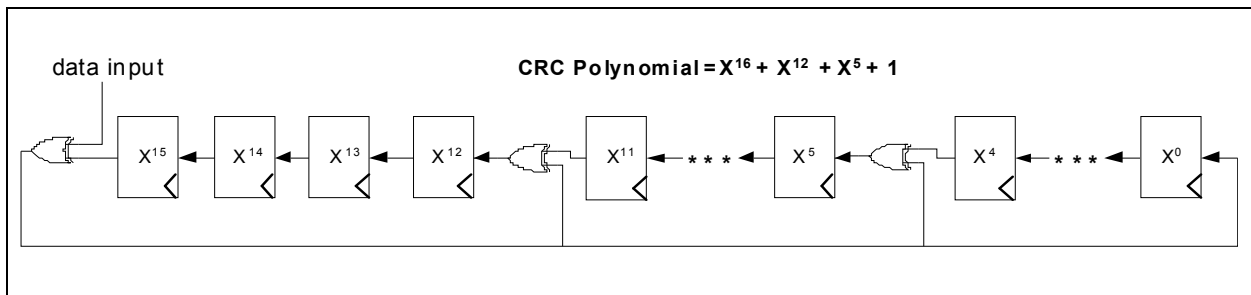 data input
CRC Polynomial = X¹⁶ + X¹² + X⁵ + 1
X¹⁵ X¹⁴ X¹³ X¹² X¹¹ * * * X⁵ X⁴ * * * X⁰